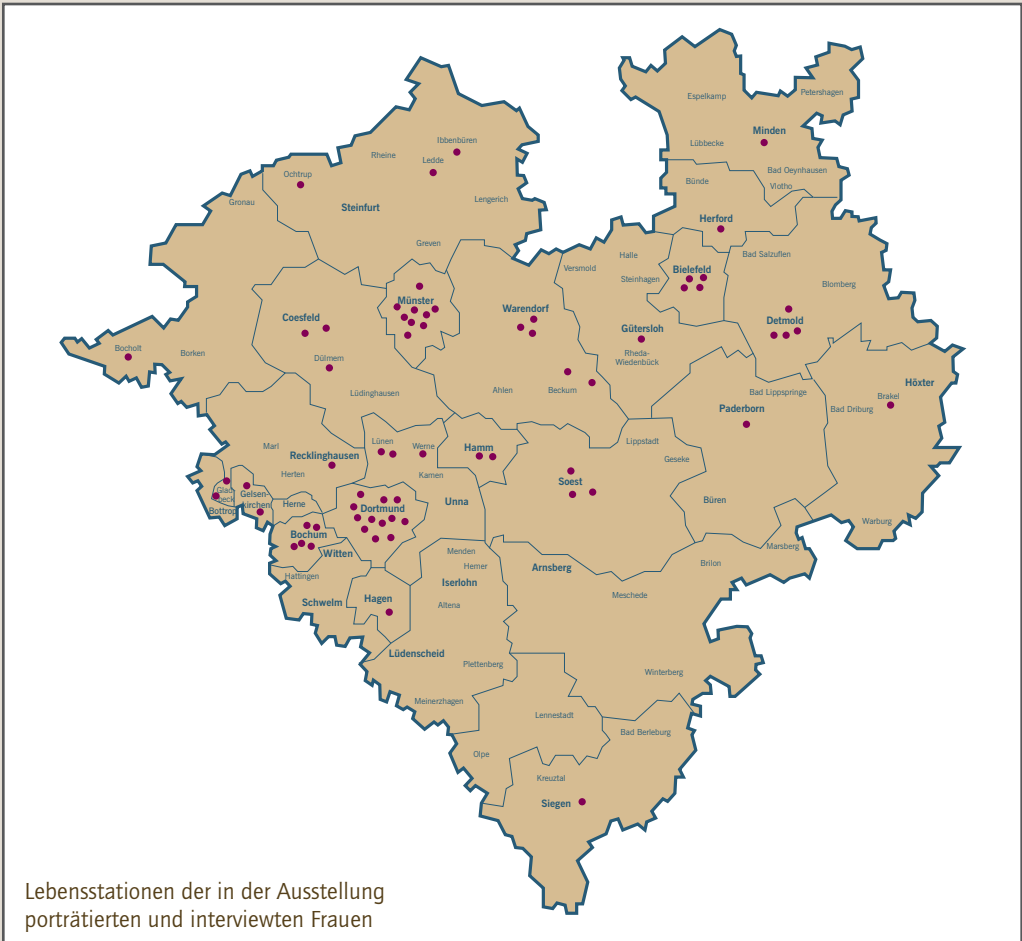 Espelkamp
Petershagen
Minden
Lübbecke
Bad Oeynhausen
Ibbenbüren
Rheine
Ledde
Ochtrup
Bünde
Vlotho
Gronau
Steinfurt
Lengerich
Herford
Greven
Halle
Bad Salzuflen
Versmold
Steinhagen
Bielefeld
Blomberg
Münster
Warendorf
Coesfeld
Gütersloh
Detmold
Bocholt
Borken
Dülmem
Rheda-
Wiedenbück
Höxter
Lüdinghausen
Ahlen
Beckum
Bad Lippspringe
Brakel
Paderborn
Bad Driburg
Marl
Lünen
Werne
Hamm
Lippstadt
Recklinghausen
Geseke
Herten
Kamen
Soest
Glad-
beck
Gelsen-
kirchen
Bottrop
Herne
Dortmund
Unna
Büren
Warburg
Bochum
Witten
Marsberg
Menden
Hemer
Arnsberg
Brilon
Hattingen
Iserlohn
Schwelm
Hagen
Altena
Meschede
Lüdenscheid
Plettenberg
Winterberg
Meinerzhagen
Lennestadt
Bad Berleburg
Olpe
Kreuztal
Siegen
Lebensstationen der in der Ausstellung
porträtierten und interviewten Frauen